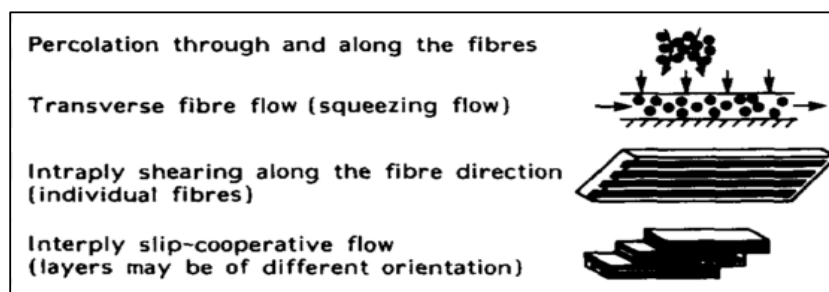 Percolation through and along the fibres
Transverse fibre flow (squeezing flow)
Intraply shearing along the fibre direction
(individual fibres)
Interply slip-cooperative flow
(layers may be of different orientation)